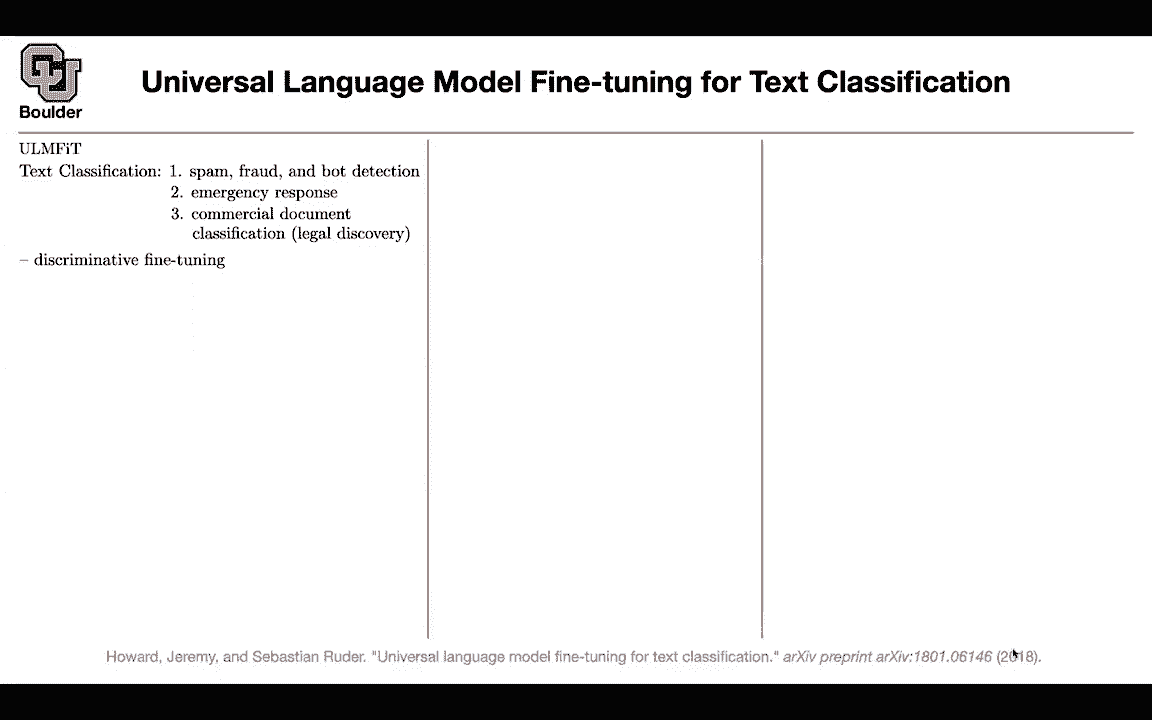 CU
Boulder
Universal Language Model Fine-tuning for Text Classification
ULMFiT
Text Classification: 1. spam, fraud, and bot detection
2. emergency response
3. commercial document
classification (legal discovery)
– discriminative fine-tuning
Howard, Jeremy, and Sebastian Ruder. "Universal language model fine-tuning for text classification." arXiv preprint arXiv:1801.06146 (2018).